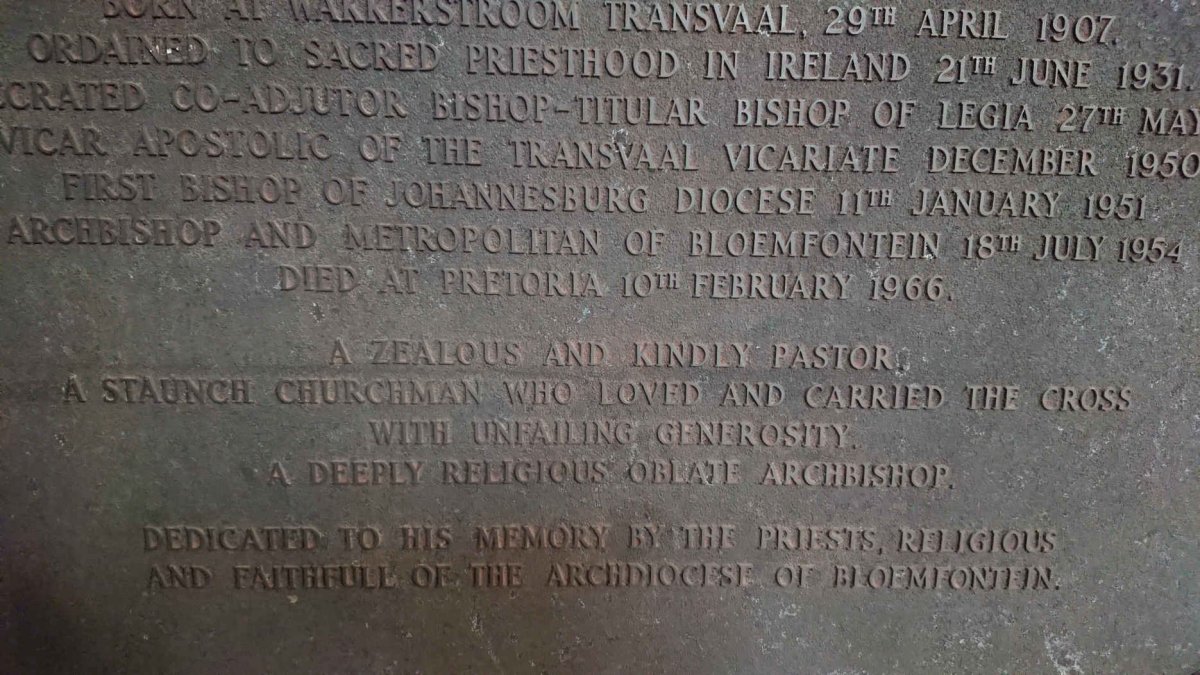 BORN AT WAKKERSTROOM TRANSVAAL, 29TH APRIL 1907.
ORDAINED TO SACRED PRIESTHOOD IN IRELAND 21TH JUNE 1931.
ECRATED CO-ADJUTOR BISHOP-TITULAR BISHOP OF LEGIA 27TH MAY
VICAR APOSTOLIC OF THE TRANSVAAL VICARIATE DECEMBER 1950
FIRST BISHOP OF JOHANNESBURG DIOCESE 11TH JANUARY 1951
ARCHBISHOP AND METROPOLITAN OF BLOEMFONTEIN 18TH JULY 1954
DIED AT PRETORIA 10TH FEBRUARY 1966.
A ZEALOUS AND KINDLY PASTOR,
A STAUNCH CHURCHMAN WHO LOVED AND CARRIED THE CROSS
WITH UNFAILING GENEROSITY.
A DEEPLY RELIGIOUS OBLATE ARCHBISHOP.
DEDICATED TO HIS MEMORY BY THE PRIESTS, RELIGIOUS
AND FAITHFULL OF THE ARCHDIOCESE OF BLOEMFONTEIN.